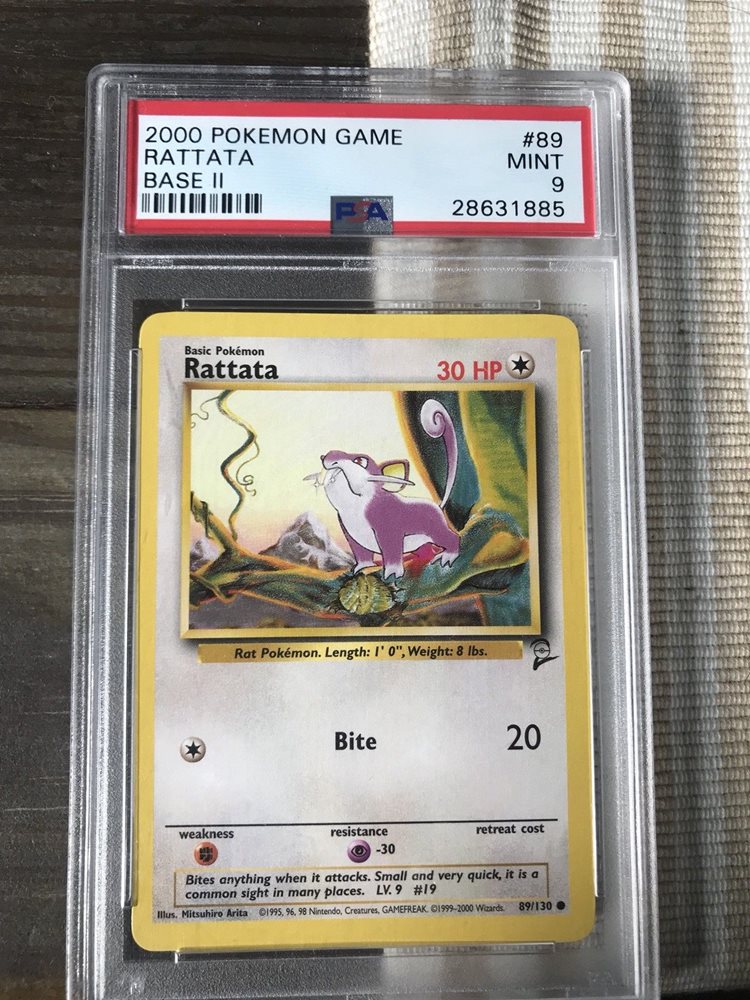 2000 POKEMON GAME #89
RATTATA MINT
BASE II 9
PSA 28631885
Basic Pokémon
Rattata 30 HP
Rat Pokémon. Length: 1' 0", Weight: 8 lbs.
Bite 20
weakness resistance retreat cost
-30
Bites anything when it attacks. Small and very quick, it is a
common sight in many places. LV. 9 #19
Illus. Mitsuhiro Arita ©1995, 96, 98 Nintendo, Creatures, GAMEFREAK. ©1999-2000 Wizards. 89/130